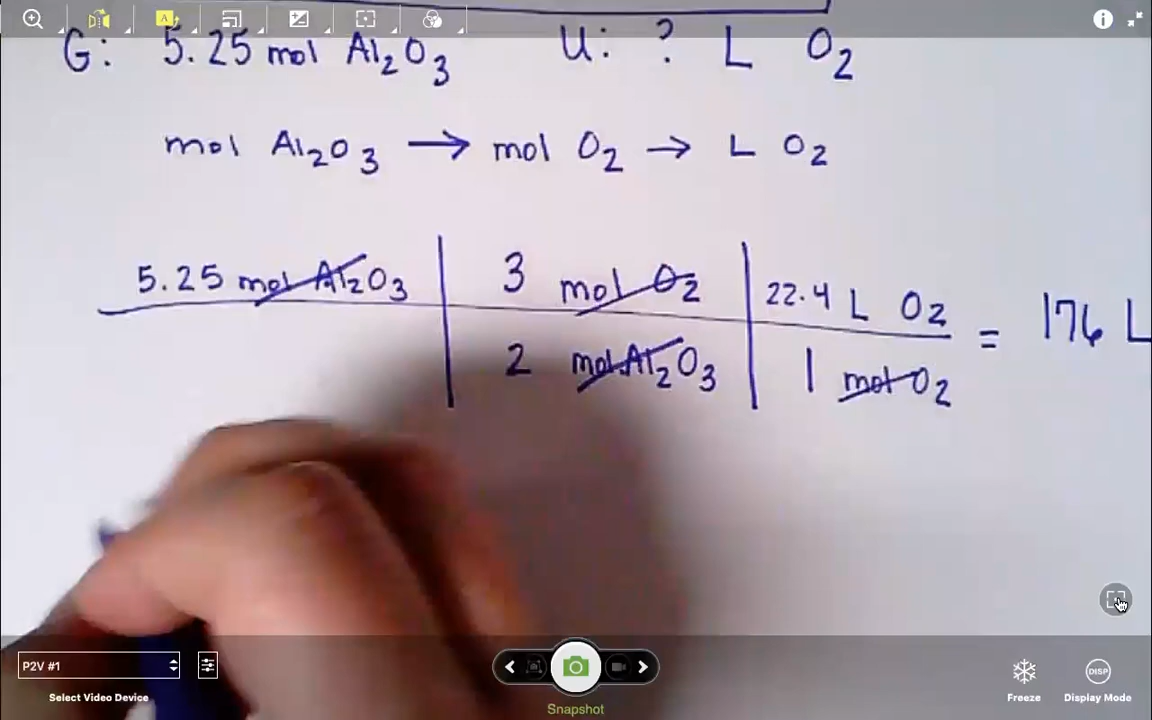 G: 5.25 mol Al₂O₃ U: ? L O₂
mol Al₂O₃ → mol O₂ → L O₂
5.25 mol Al₂O₃ | 3 mol O₂ | 22.4 L O₂ = 176 L
2 mol Al₂O₃ | 1 mol O₂
P2V #1
Select Video Device
Snapshot
Freeze
DISP
Display Mode